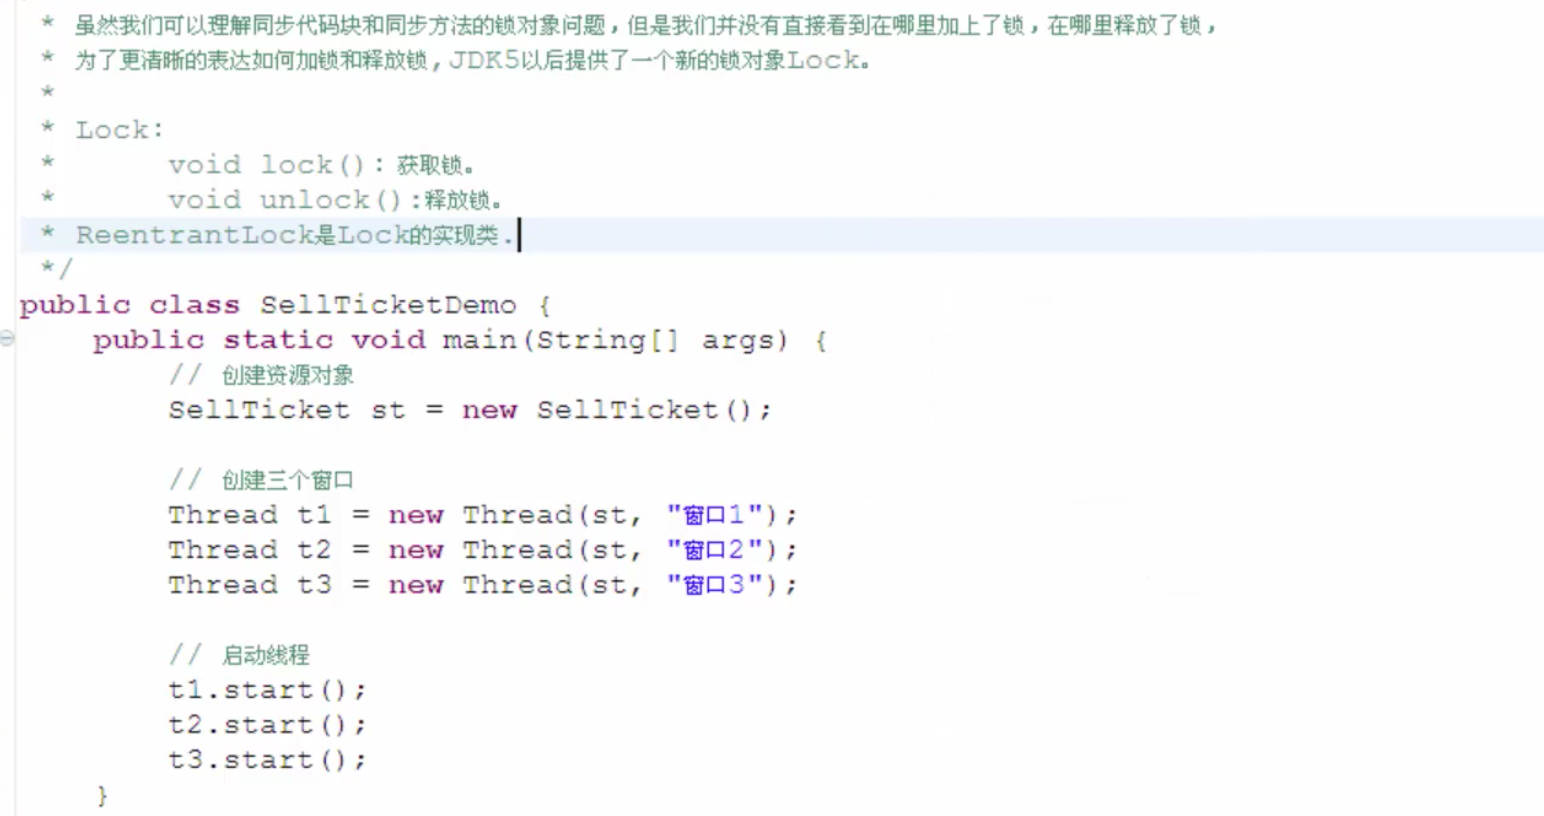 * 虽然我们可以理解同步代码块和同步方法的锁对象问题,但是我们并没有直接看到在哪里加上了锁,在哪里释放了锁,
* 为了更清晰的表达如何加锁和释放锁,JDK5以后提供了一个新的锁对象Lock。
*
* Lock:
* void lock(): 获取锁。
* void unlock():释放锁。
* ReentrantLock是Lock的实现类.
*/
public class SellTicketDemo {
public static void main(String[] args) {
// 创建资源对象
SellTicket st = new SellTicket();
// 创建三个窗口
Thread t1 = new Thread(st, "窗口1");
Thread t2 = new Thread(st, "窗口2");
Thread t3 = new Thread(st, "窗口3");
// 启动线程
t1.start();
t2.start();
t3.start();
}